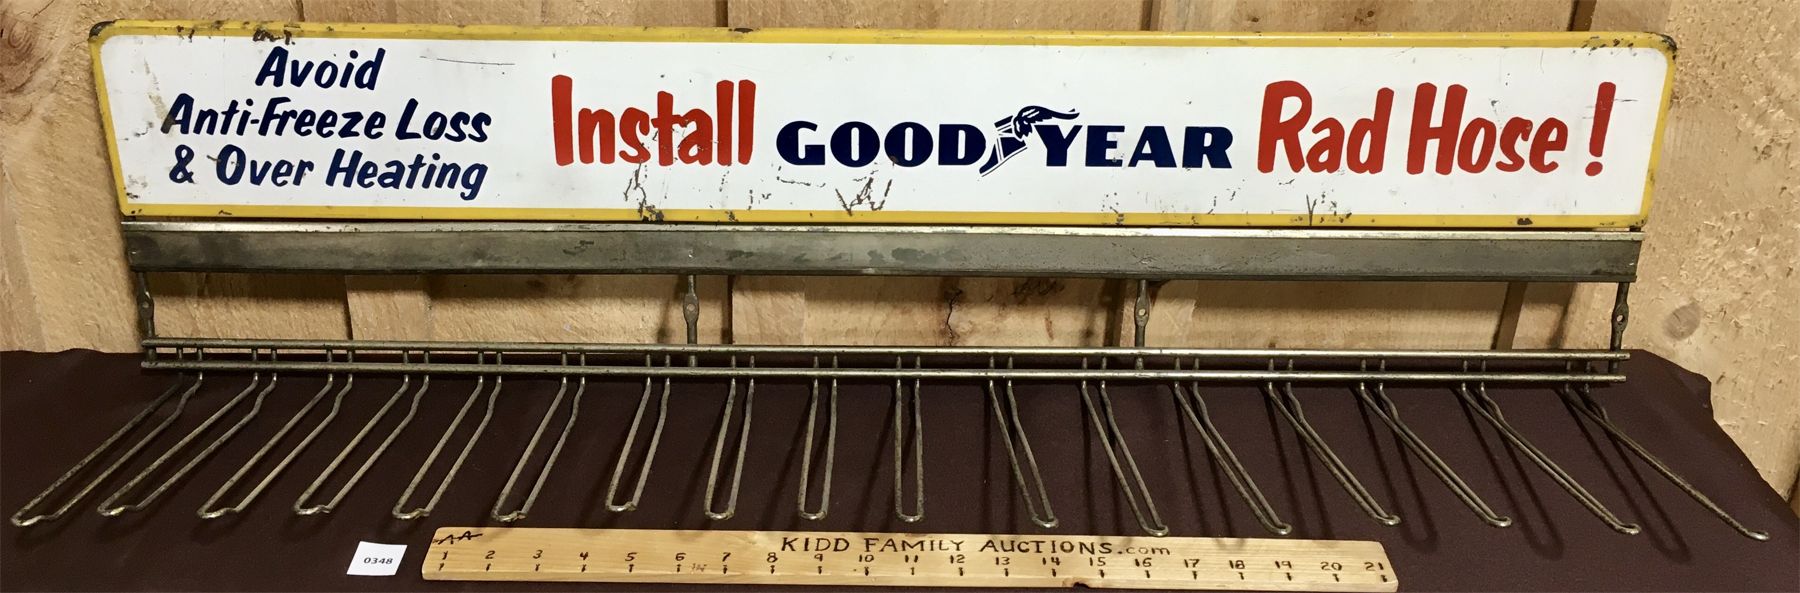 Avoid
Anti-Freeze Loss
& Over Heating
Install GOODYEAR Rad Hose!
0348
AA
KIDD FAMILY AUCTIONS.com
1 2 3 4 5 6 7 8 9 10 11 12 13 14 15 16 17 18 19 20 21